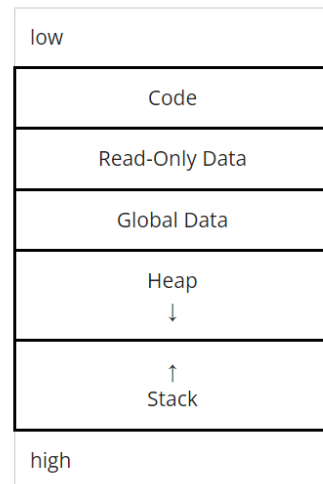 low
Code
Read-Only Data
Global Data
Heap
↓
↑
Stack
high